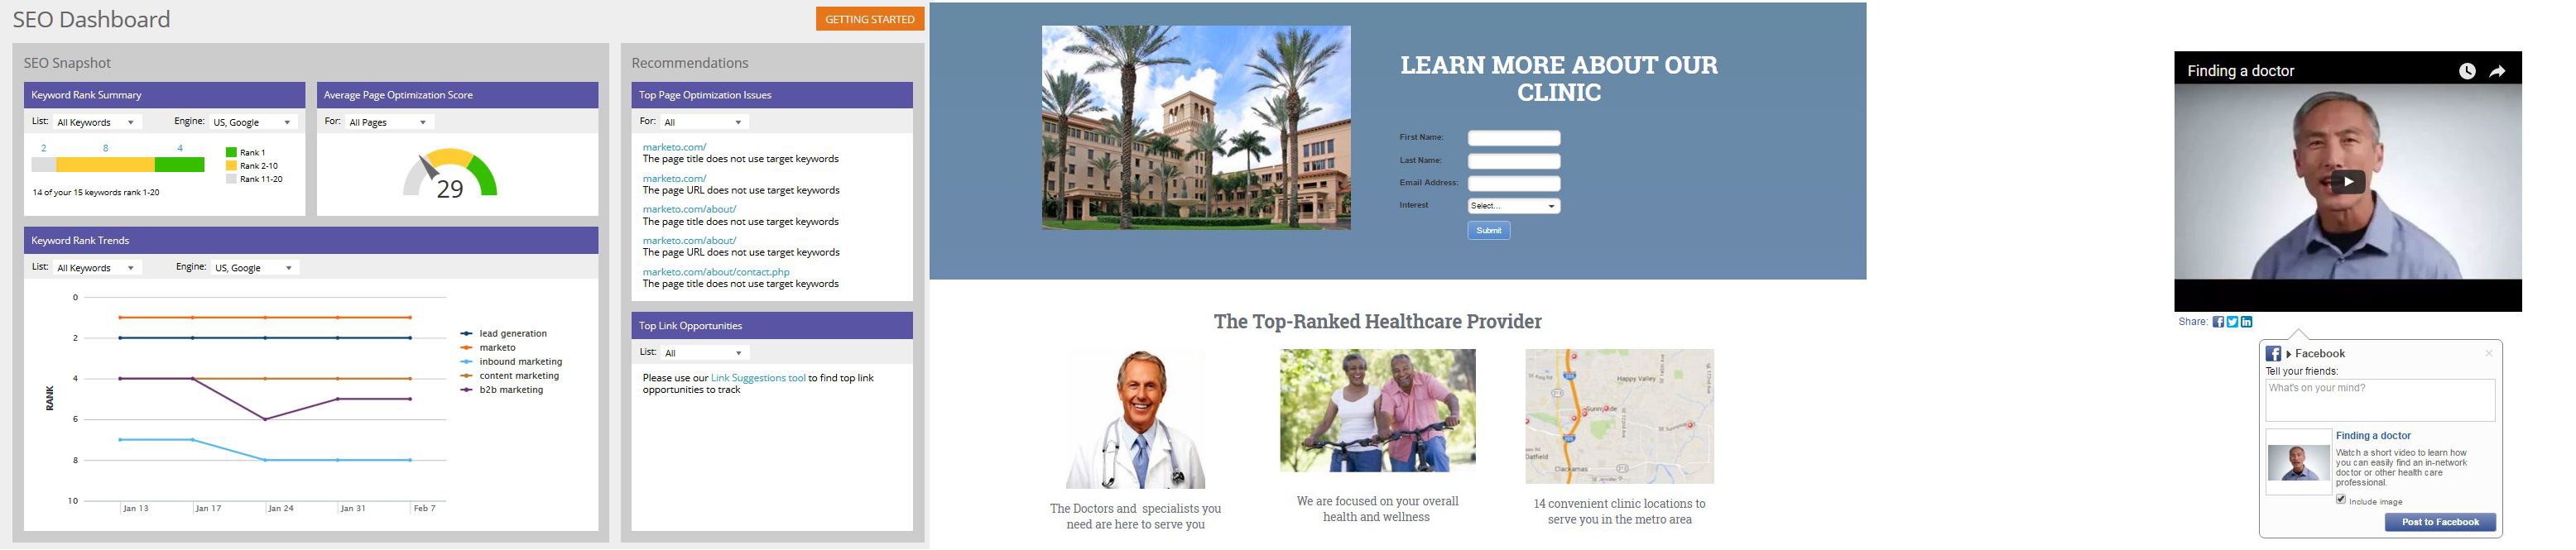 SEO Dashboard
GETTING STARTED
SEO Snapshot
Keyword Rank Summary
List: All Keywords
Engine: US, Google
2 8 4
Rank 1
Rank 2-10
Rank 11-20
14 of your 15 keywords rank 1-20
Average Page Optimization Score
For: All Pages
29
Keyword Rank Trends
List: All Keywords
Engine: US, Google
0
2
4
6
8
10
RANK
Jan 13 Jan 17 Jan 24 Jan 31 Feb 7
lead generation
marketo
inbound marketing
content marketing
b2b marketing
Recommendations
Top Page Optimization Issues
For: All
marketo.com/
The page title does not use target keywords
marketo.com/
The page URL does not use target keywords
marketo.com/about/
The page title does not use target keywords
marketo.com/about/
The page URL does not use target keywords
marketo.com/about/contact.php
The page title does not use target keywords
Top Link Opportunities
List: All
Please use our Link Suggestions tool to find top link
opportunities to track
LEARN MORE ABOUT OUR
CLINIC
First Name:
Last Name:
Email Address:
Interest Select...
Submit
The Top-Ranked Healthcare Provider
Happy Valley
Sunnyside
Clackamas
The Doctors and specialists you
need are here to serve you
We are focused on your overall
health and wellness
14 convenient clinic locations to
serve you in the metro area
Finding a doctor
Share:
Facebook
Tell your friends:
What's on your mind?
Finding a doctor
Watch a short video to learn how
you can easily find an in-network
doctor or other health care
professional.
Include image
Post to Facebook